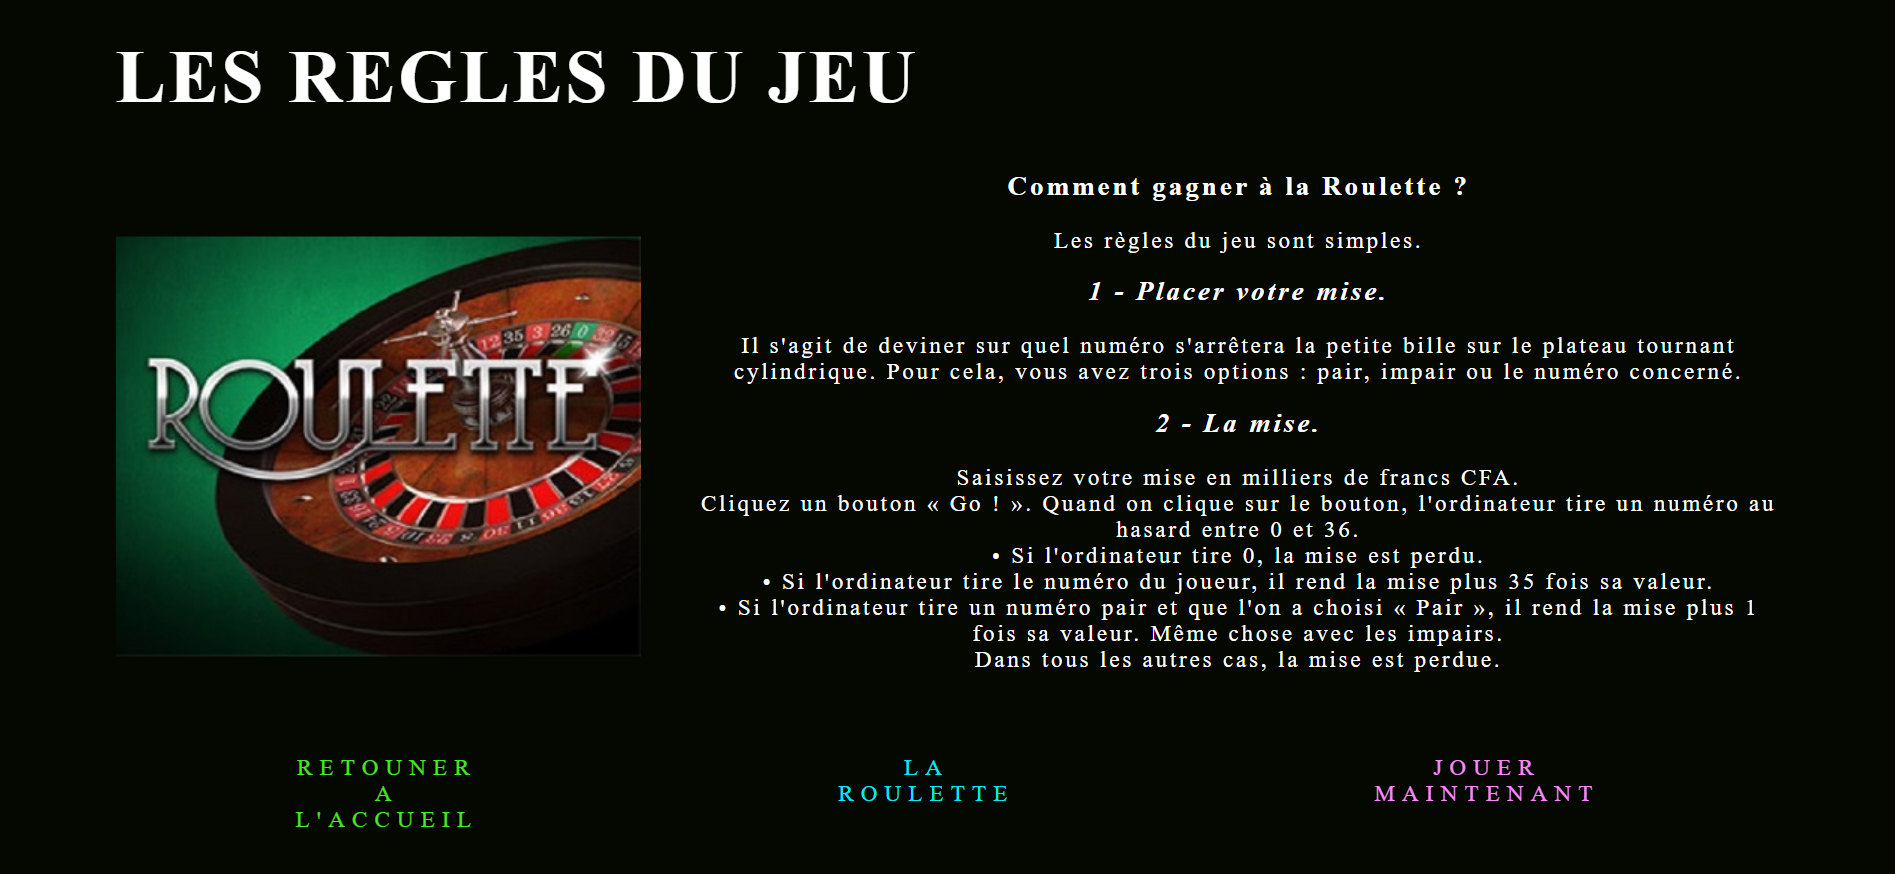 LES REGLES DU JEU
Comment gagner à la Roulette ?
Les règles du jeu sont simples.
1 - Placer votre mise.
Il s'agit de deviner sur quel numéro s'arrêtera la petite bille sur le plateau tournant
cylindrique. Pour cela, vous avez trois options : pair, impair ou le numéro concerné.
2 - La mise.
Saisissez votre mise en milliers de francs CFA.
Cliquez un bouton « Go ! ». Quand on clique sur le bouton, l'ordinateur tire un numéro au
hasard entre 0 et 36.
• Si l'ordinateur tire 0, la mise est perdu.
• Si l'ordinateur tire le numéro du joueur, il rend la mise plus 35 fois sa valeur.
• Si l'ordinateur tire un numéro pair et que l'on a choisi « Pair », il rend la mise plus 1
fois sa valeur. Même chose avec les impairs.
Dans tous les autres cas, la mise est perdue.
ROULETTE
12 35 3 26 0 32 15
RETOUNER
A
L'ACCUEIL
LA
ROULETTE
JOUER
MAINTENANT